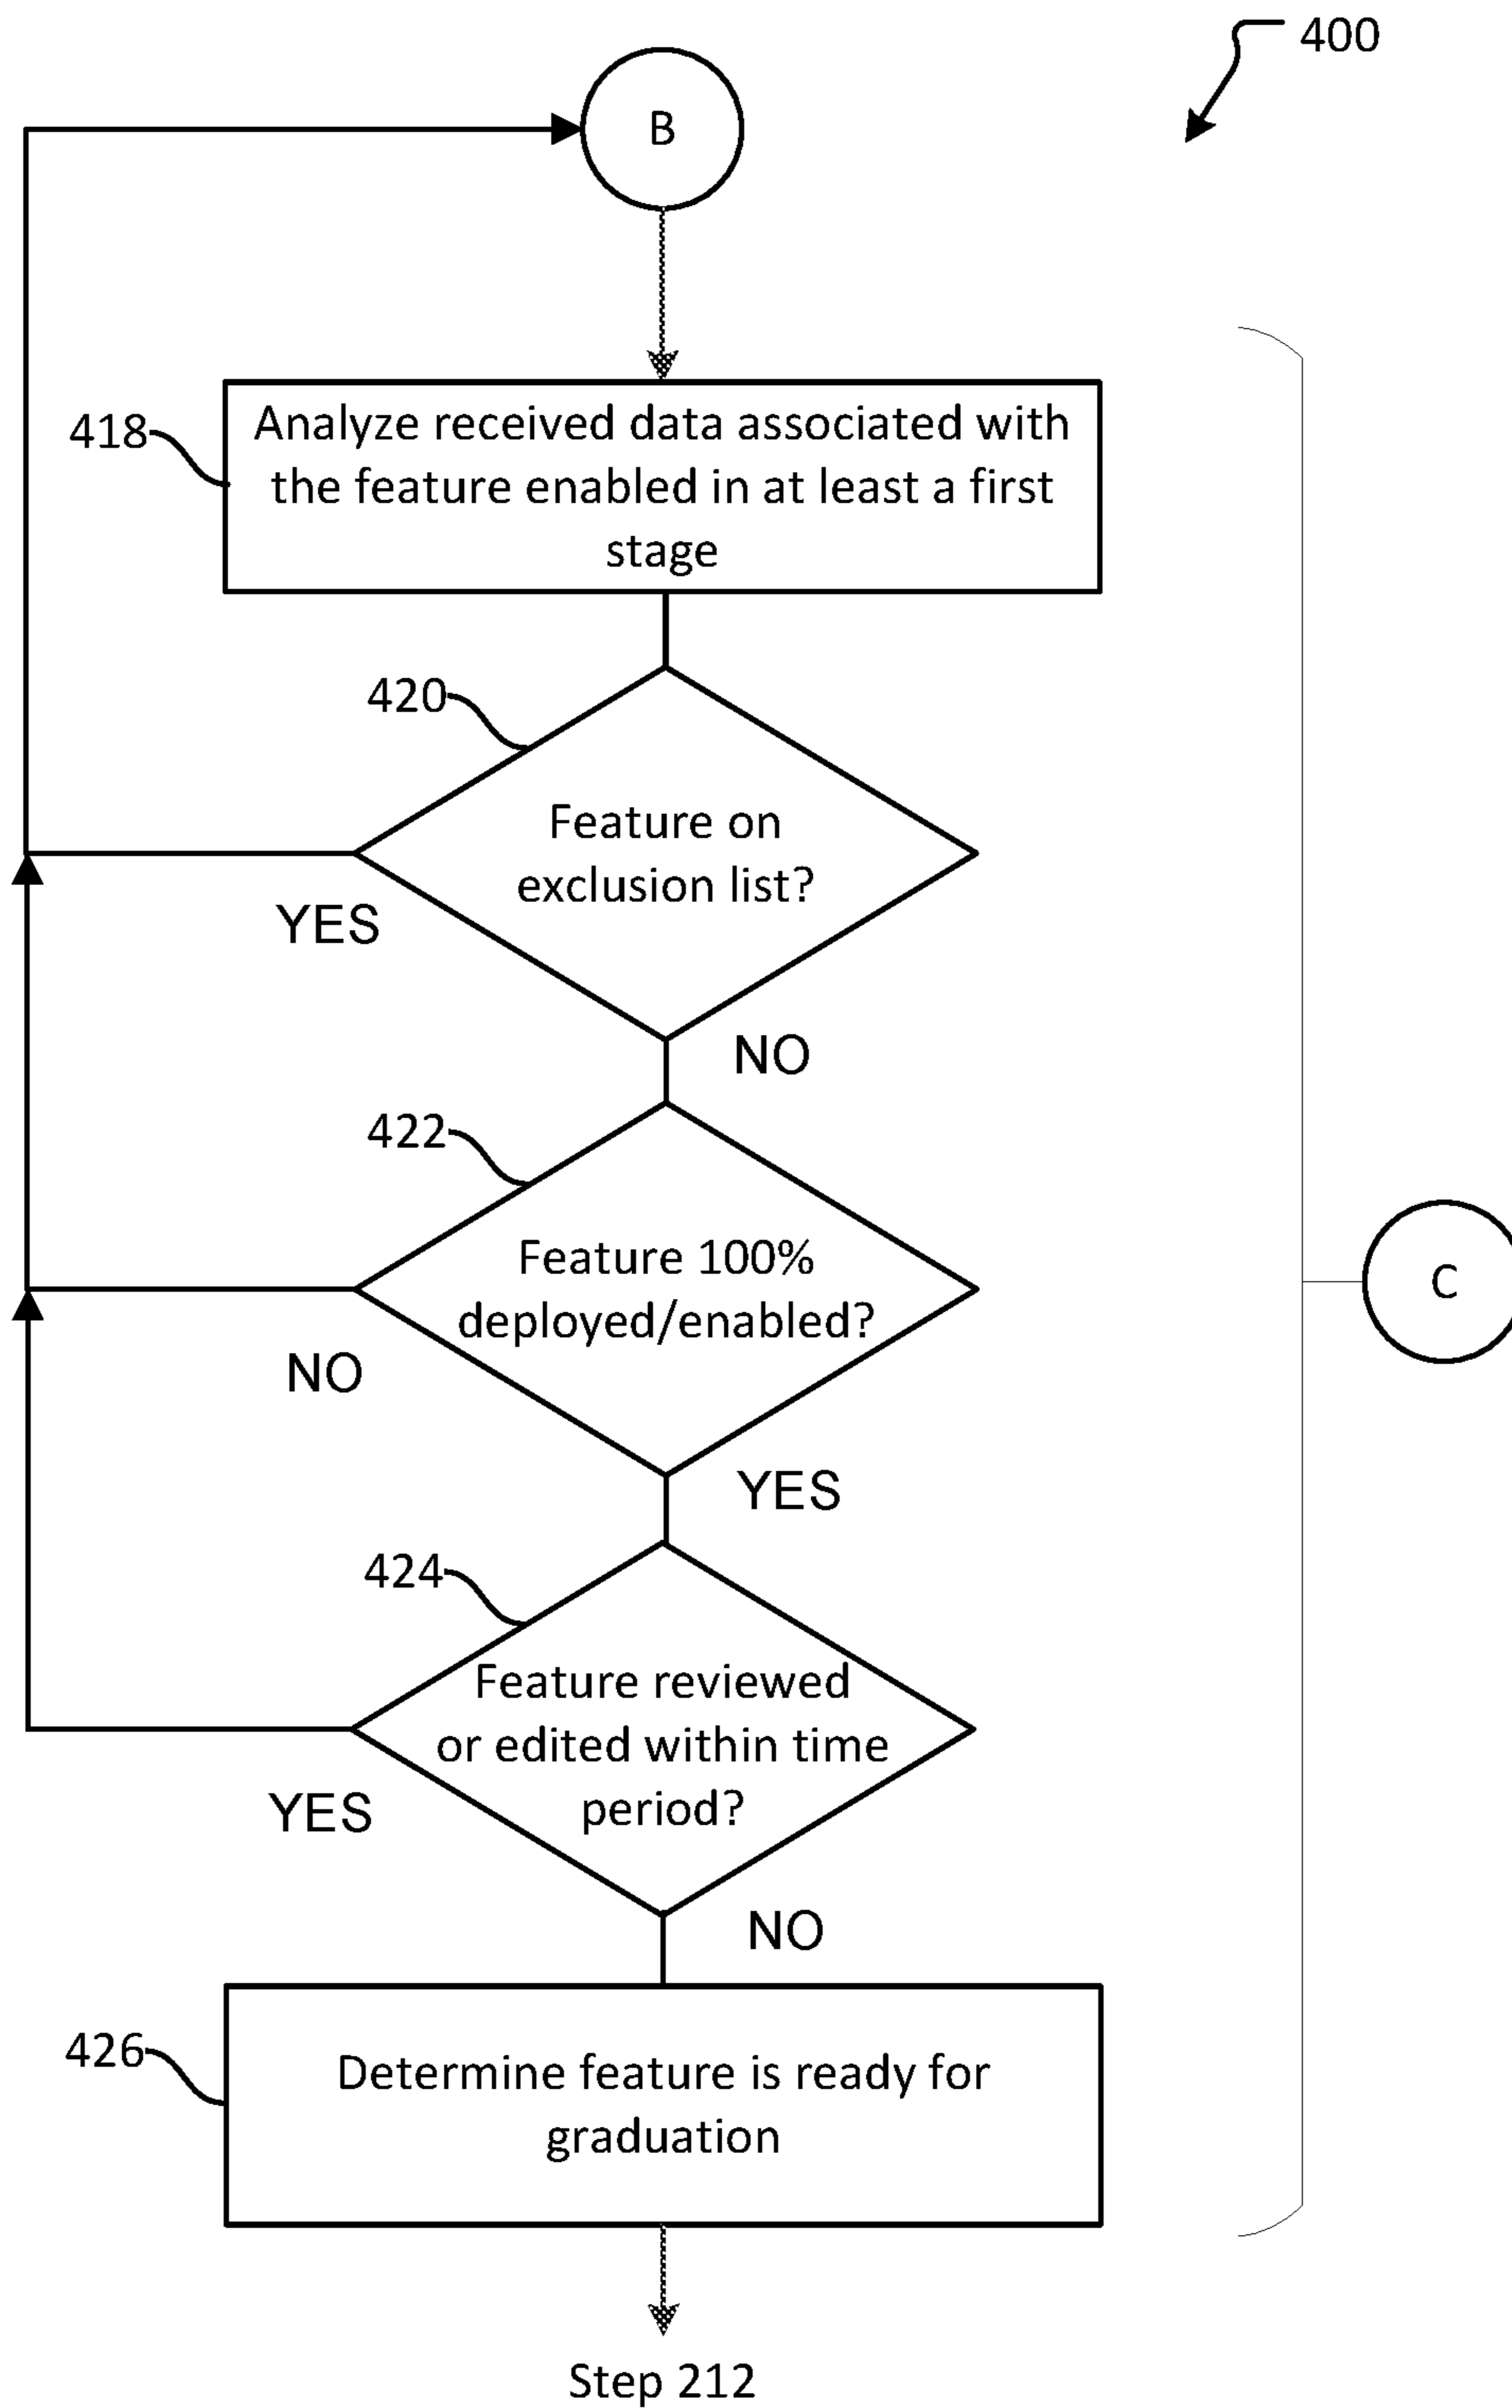 400
B
418
Analyze received data associated with
the feature enabled in at least a first
stage
420
Feature on
exclusion list?
YES
NO
422
Feature 100%
deployed/enabled?
C
NO
YES
424
Feature reviewed
or edited within time
period?
YES
NO
426
Determine feature is ready for
graduation
Step 212